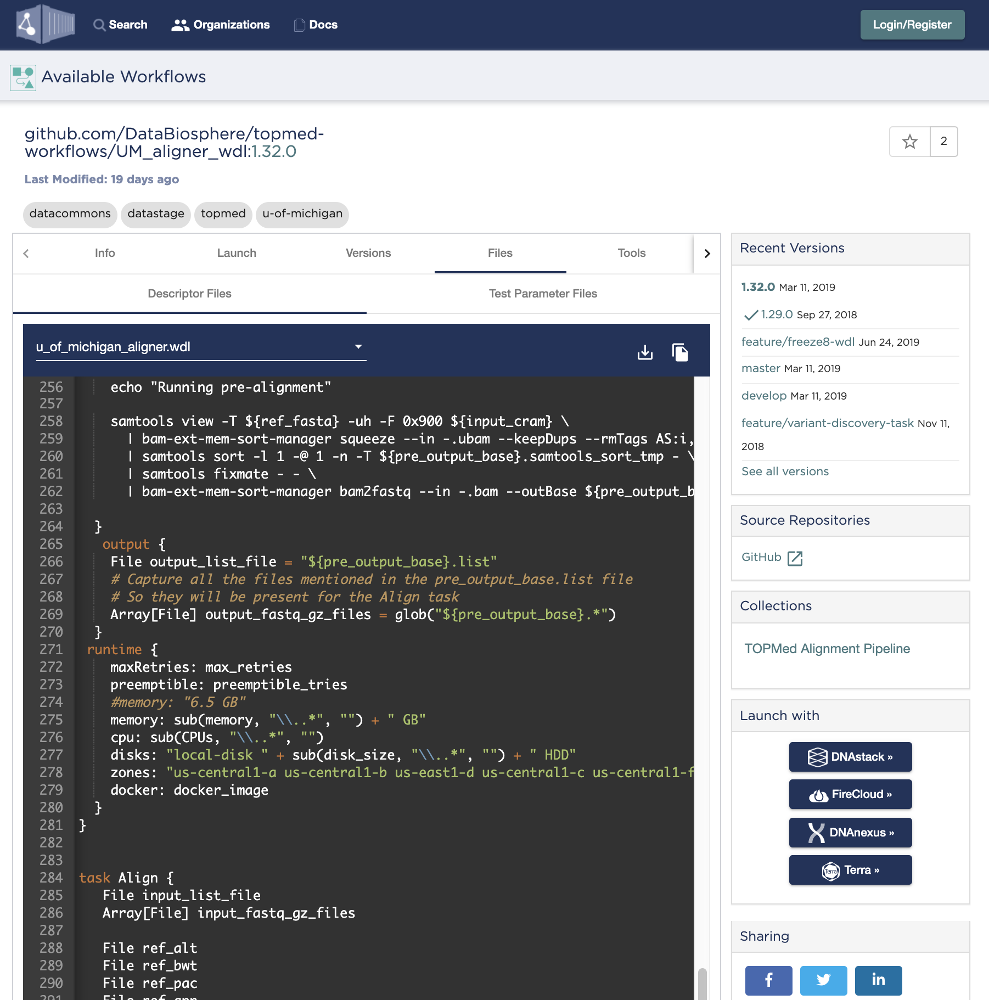 Search
Organizations
Docs
Login/Register
Available Workflows
github.com/DataBiosphere/topmed-
workflows/UM_aligner_wdl:1.32.0
2
Last Modified: 19 days ago
datacommons
datastage
topmed
u-of-michigan
Info
Launch
Versions
Files
Tools
Descriptor Files
Test Parameter Files
u_of_michigan_aligner.wdl
256 echo "Running pre-alignment"
257
258 samtools view -T ${ref_fasta} -uh -F 0x900 ${input_cram} \
259 | bam-ext-mem-sort-manager squeeze --in -.ubam --keepDups --rmTags AS:i,
260 | samtools sort -l 1 -@ 1 -n -T ${pre_output_base}.samtools_sort_tmp - \
261 | samtools fixmate - - \
262 | bam-ext-mem-sort-manager bam2fastq --in -.bam --outBase ${pre_output_b
263
264 }
265 output {
266 File output_list_file = "${pre_output_base}.list"
267 # Capture all the files mentioned in the pre_output_base.list file
268 # So they will be present for the Align task
269 Array[File] output_fastq_gz_files = glob("${pre_output_base}.*")
270 }
271 runtime {
272 maxRetries: max_retries
273 preemptible: preemptible_tries
274 #memory: "6.5 GB"
275 memory: sub(memory, "\\..*", "") + " GB"
276 cpu: sub(CPUs, "\\..*", "")
277 disks: "local-disk " + sub(disk_size, "\\..*", "") + " HDD"
278 zones: "us-central1-a us-central1-b us-east1-d us-central1-c us-central1-f
279 docker: docker_image
280 }
281 }
282
283
284 task Align {
285 File input_list_file
286 Array[File] input_fastq_gz_files
287
288 File ref_alt
289 File ref_bwt
290 File ref_pac
Recent Versions
1.32.0 Mar 11, 2019
1.29.0 Sep 27, 2018
feature/freeze8-wdl Jun 24, 2019
master Mar 11, 2019
develop Mar 11, 2019
feature/variant-discovery-task Nov 11,
2018
See all versions
Source Repositories
GitHub
Collections
TOPMed Alignment Pipeline
Launch with
DNAstack »
FireCloud »
DNAnexus »
Terra Terra »
Sharing